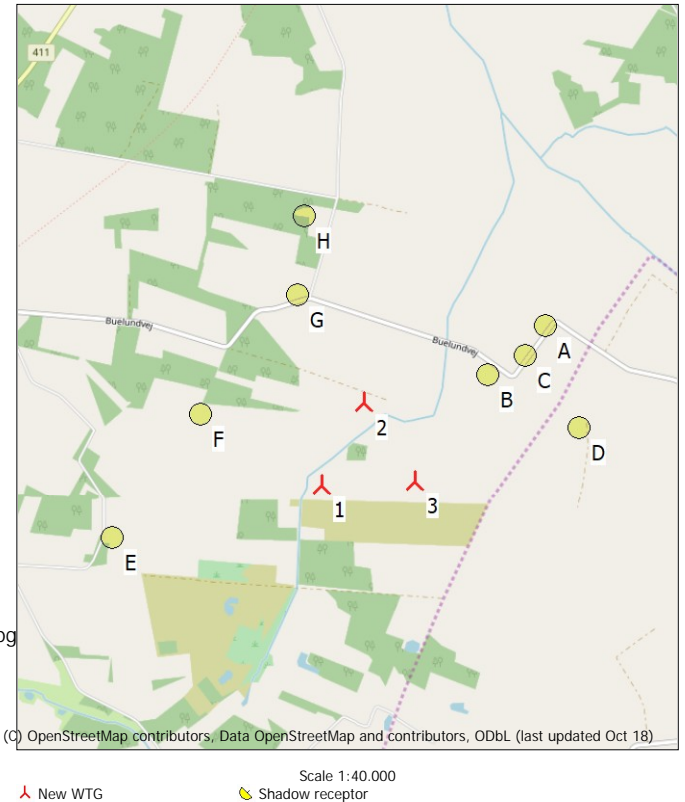 411
H
G
Buelundvej
Buelundvej
A
C
B
2
F
D
1
3
E
og
(C) OpenStreetMap contributors, Data OpenStreetMap and contributors, ODbL (last updated Oct 18)
Scale 1:40.000
New WTG
Shadow receptor